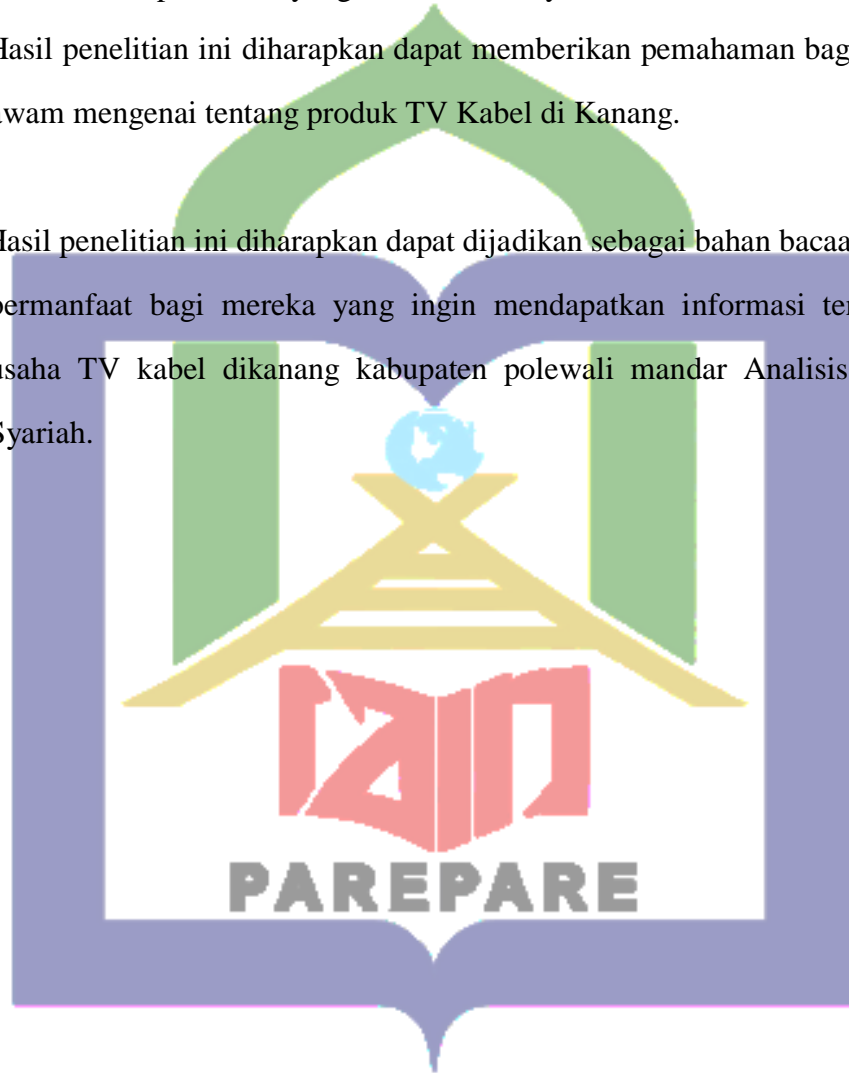 Hasil penelitian ini diharapkan dapat memberikan pemahaman bag
awam mengenai tentang produk TV Kabel di Kanang.
Hasil penelitian ini diharapkan dapat dijadikan sebagai bahan bacaa
bermanfaat bagi mereka yang ingin mendapatkan informasi ter
usaha TV kabel dikanang kabupaten polewali mandar Analisis
Syariah.
iain
PAREPARE